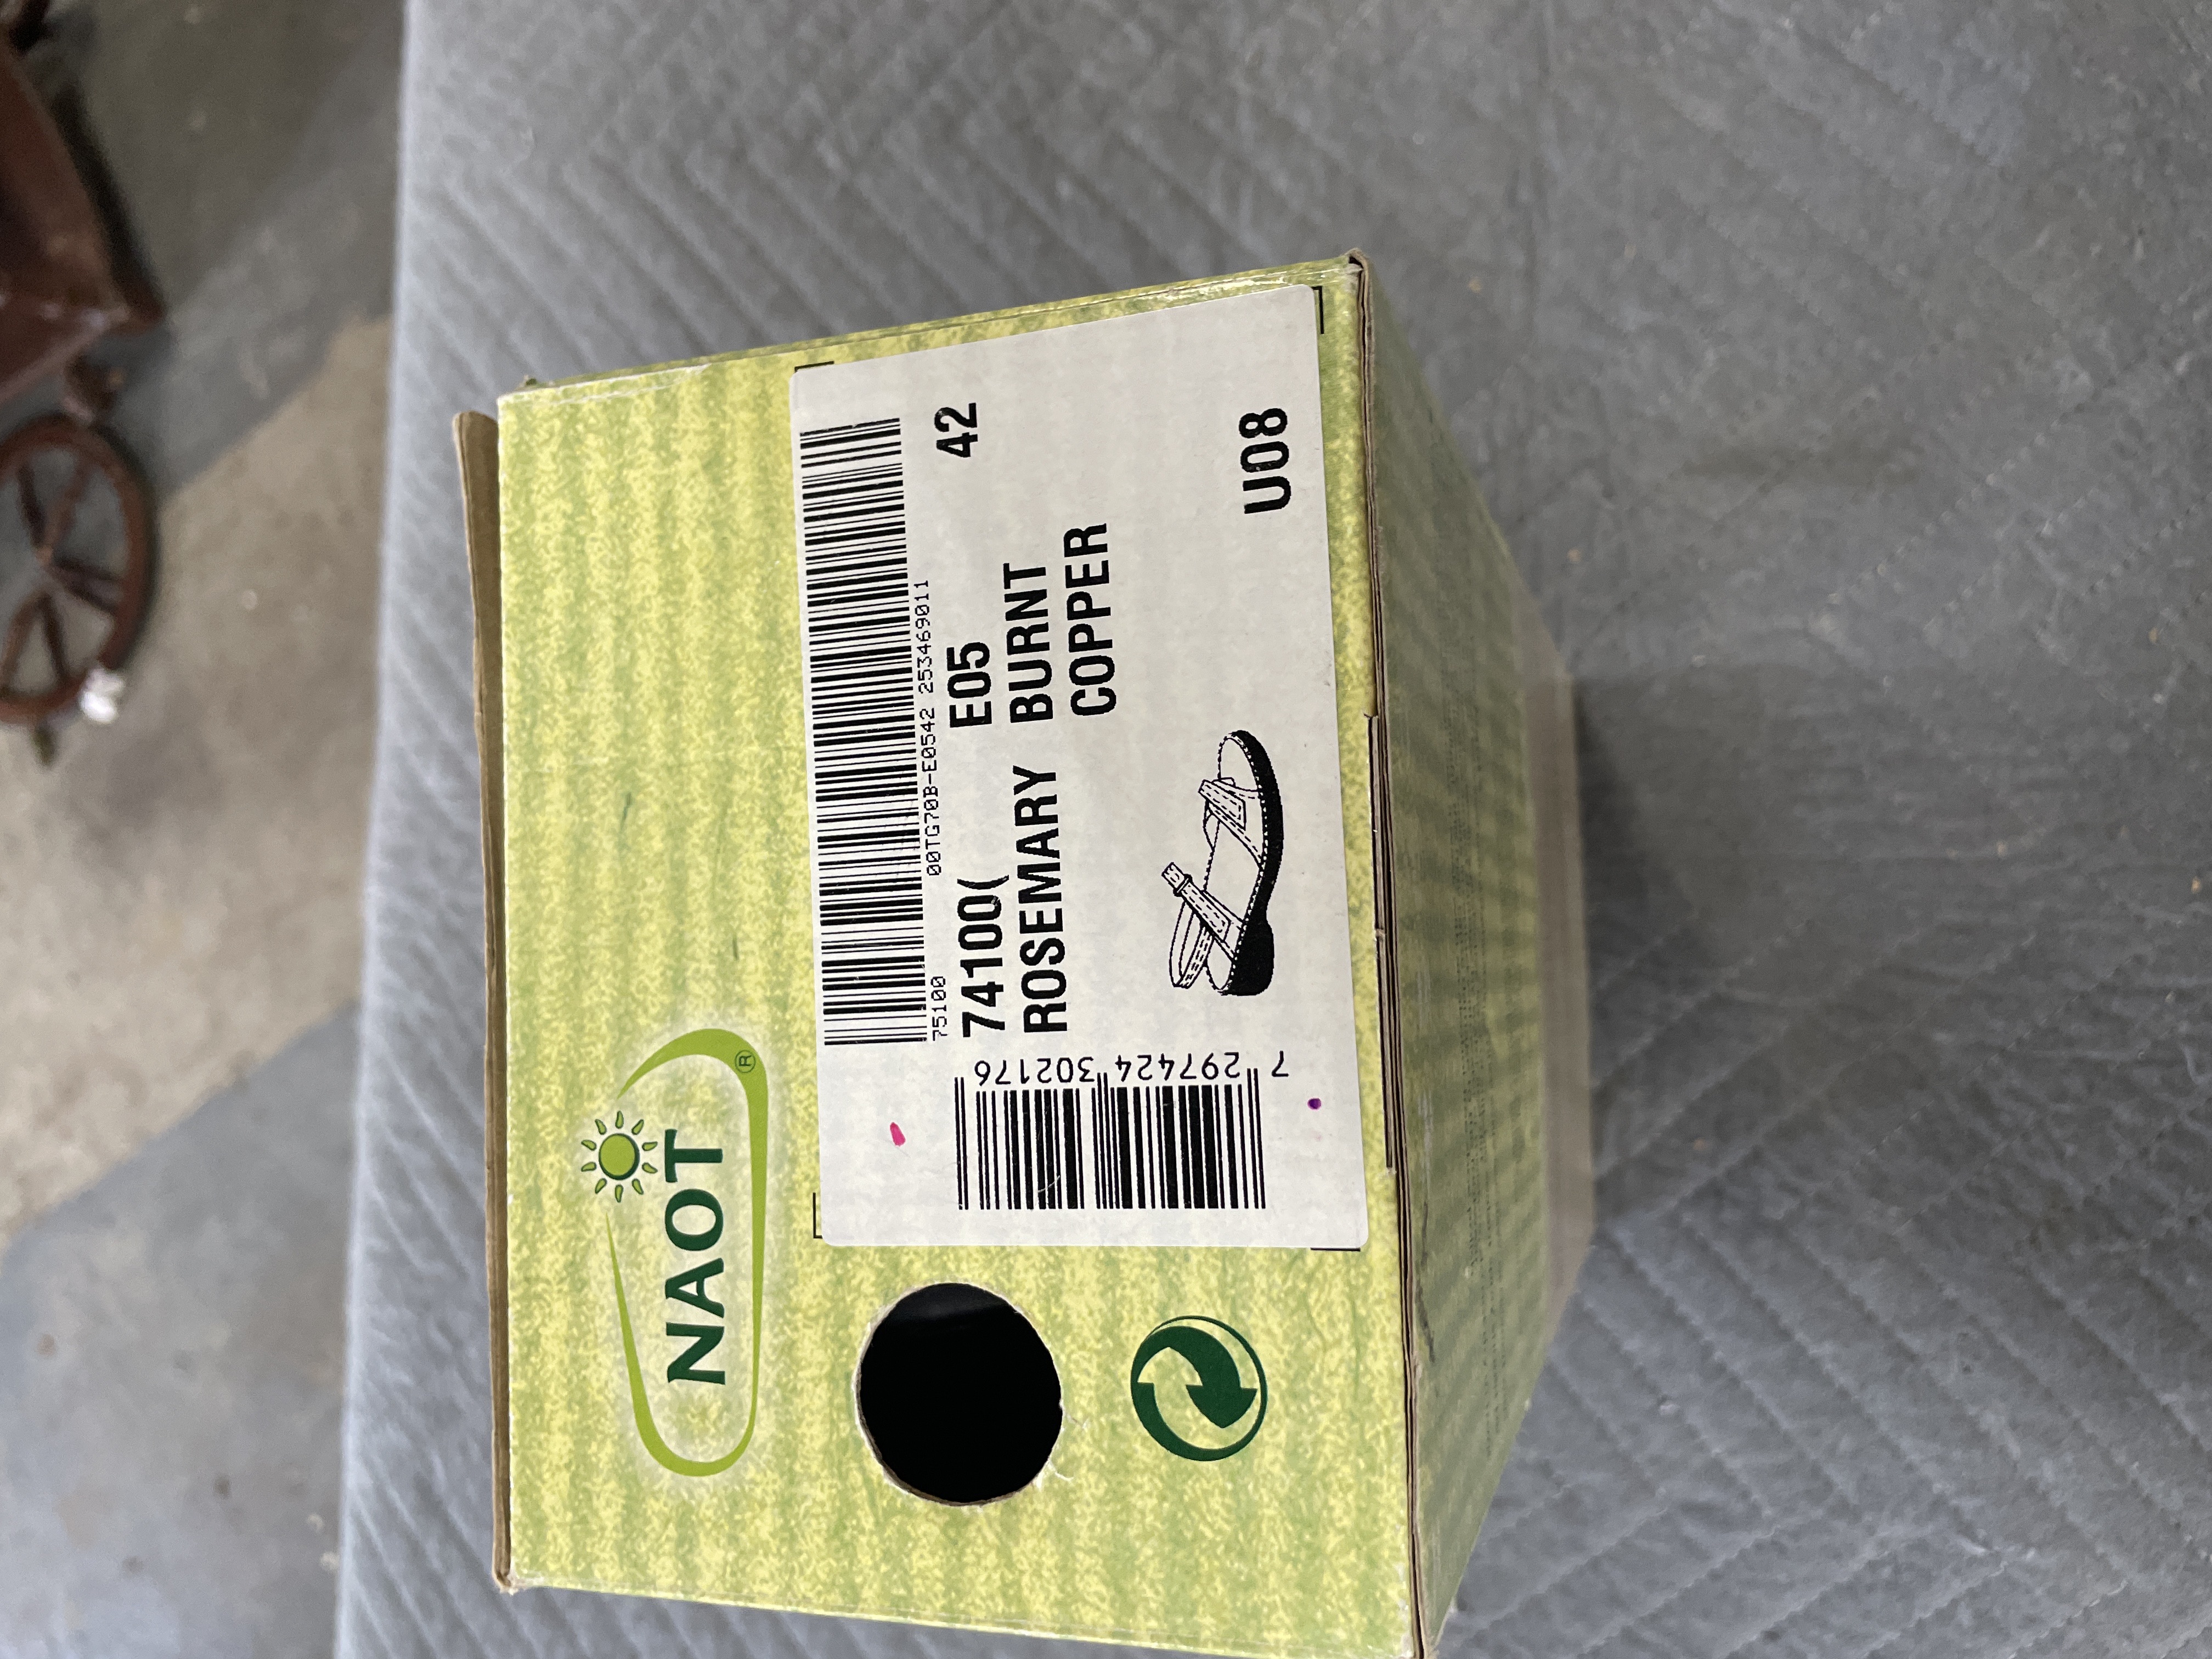 NAOT®
75100 00TG70B-E0542 253469011
74100( E05 42
ROSEMARY BURNT
COPPER
U08
7 297424 302176